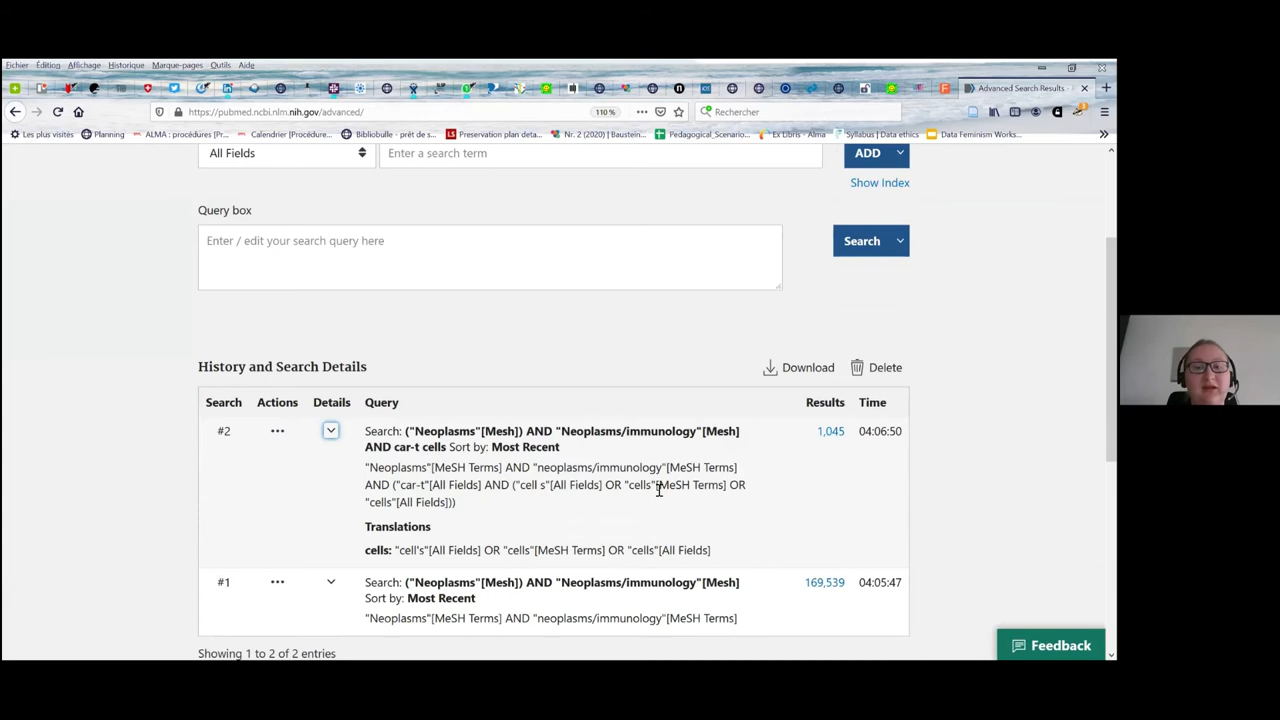 Fichier Édition Affichage Historique Marque-pages Outils Aide
Advanced Search Results
https://pubmed.ncbi.nlm.nih.gov/advanced/
110 %
Rechercher
Les plus visités
Planning
ALMA : procédures [Pr...
Calendrier [Procédure...
Bibliobulle - prêt de s...
Preservation plan deta...
Nr. 2 (2020) | Baustein...
Pedagogical_Scenario...
Ex Libris - Alma
Syllabus | Data ethics
Data Feminism Works...
All Fields
Enter a search term
ADD
Show Index
Query box
Enter / edit your search query here
Search
History and Search Details
Download
Delete
Search Actions Details Query Results Time
#2 Search: ("Neoplasms"[Mesh]) AND "Neoplasms/immunology"[Mesh] 1,045 04:06:50
AND car-t cells Sort by: Most Recent
"Neoplasms"[MeSH Terms] AND "neoplasms/immunology"[MeSH Terms]
AND ("car-t"[All Fields] AND ("cell s"[All Fields] OR "cells"[MeSH Terms] OR
"cells"[All Fields]))
Translations
cells: "cell's"[All Fields] OR "cells"[MeSH Terms] OR "cells"[All Fields]
#1 Search: ("Neoplasms"[Mesh]) AND "Neoplasms/immunology"[Mesh] 169,539 04:05:47
Sort by: Most Recent
"Neoplasms"[MeSH Terms] AND "neoplasms/immunology"[MeSH Terms]
Showing 1 to 2 of 2 entries
Feedback